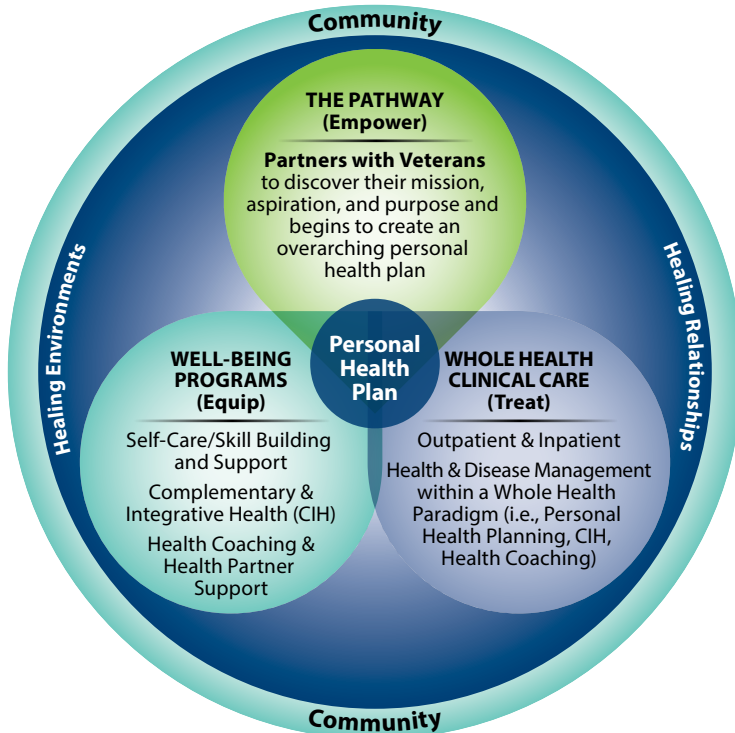 Community
THE PATHWAY
(Empower)
Partners with Veterans
to discover their mission,
aspiration, and purpose and
begins to create an
overarching personal
health plan
Healing Environments
Healing Relationships
Personal
Health
Plan
WELL-BEING
PROGRAMS
(Equip)
Self-Care/Skill Building
and Support
Complementary &
Integrative Health (CIH)
Health Coaching &
Health Partner
Support
WHOLE HEALTH
CLINICAL CARE
(Treat)
Outpatient & Inpatient
Health & Disease Management
within a Whole Health
Paradigm (i.e., Personal
Health Planning, CIH,
Health Coaching)
Community